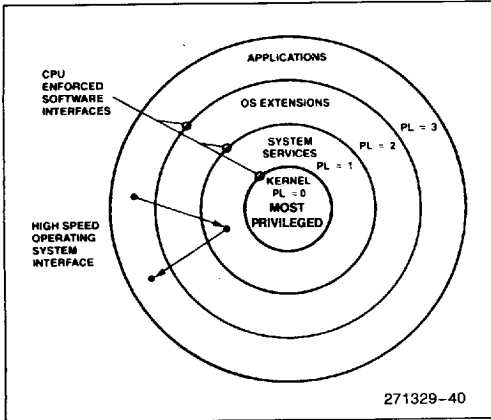 APPLICATIONS
CPU
ENFORCED
SOFTWARE
INTERFACES
OS EXTENSIONS
SYSTEM
SERVICES
PL = 3
PL = 2
PL = 1
KERNEL
PL = 0
MOST
PRIVILEGED
HIGH SPEED
OPERATING
SYSTEM
INTERFACE
271329-40